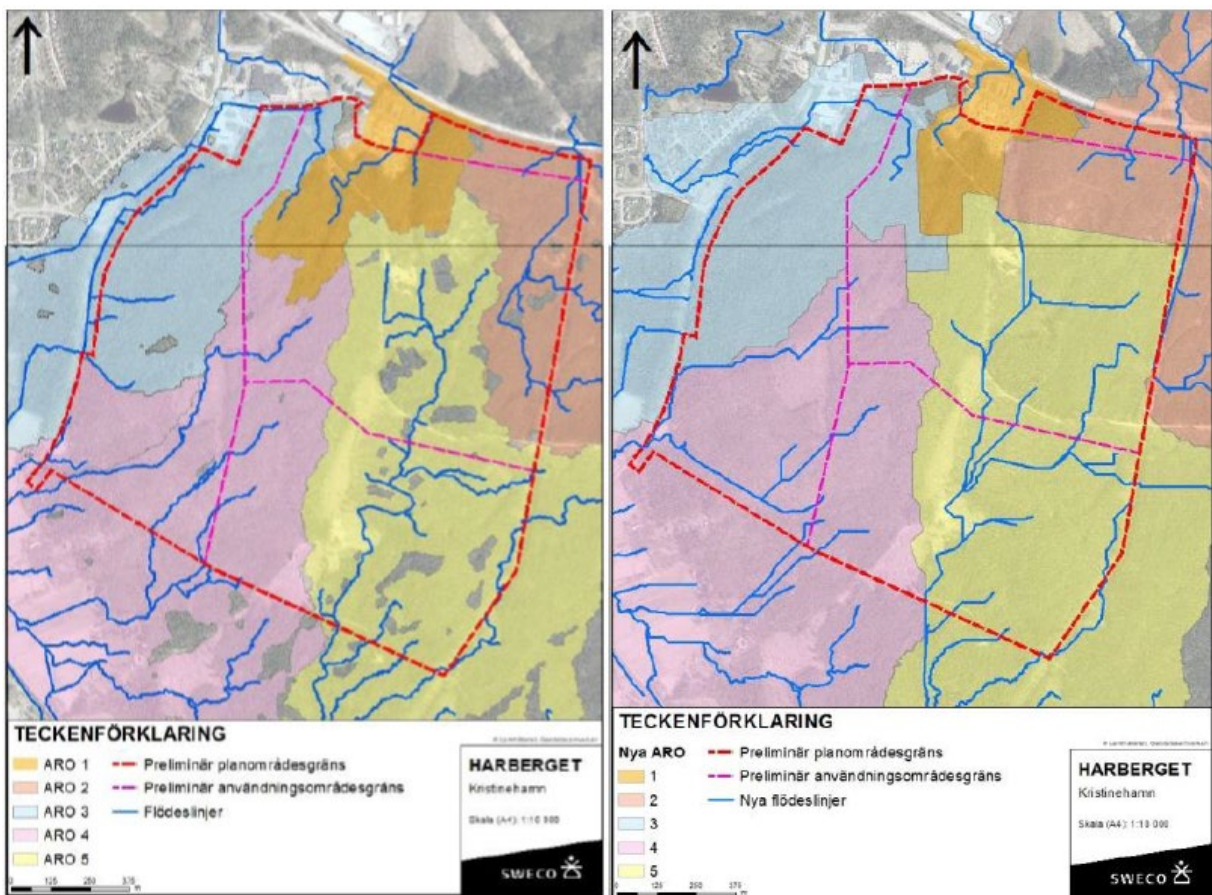 TECKENFÖRKLARING
ARO 1
ARO 2
ARO 3
ARO 4
ARO 5
Preliminär planområdesgräns
Preliminär användningsområdesgräns
Flödeslinjer
0 125 250 375
HARBERGET
Kristinehamn
Skala (A4): 1:10 000
SWECO
TECKENFÖRKLARING
Nya ARO
1
2
3
4
5
Preliminär planområdesgräns
Preliminär användningsområdesgräns
Nya flödeslinjer
0 125 250 375
HARBERGET
Kristinehamn
Skala (A4): 1:10 000
SWECO